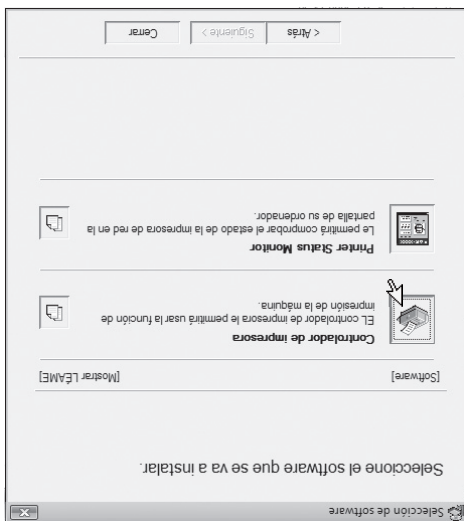 Selección de software
Seleccione el software que se va a instalar.
[Software] [Mostrar LÉAME]
Controlador de impresora
EL controlador de impresora le permitirá usar la función de
impresión de la máquina.
Printer Status Monitor
Le permitirá comprobar el estado de la impresora de red en la
pantalla de su ordenador.
< Atrás Siguiente > Cerrar